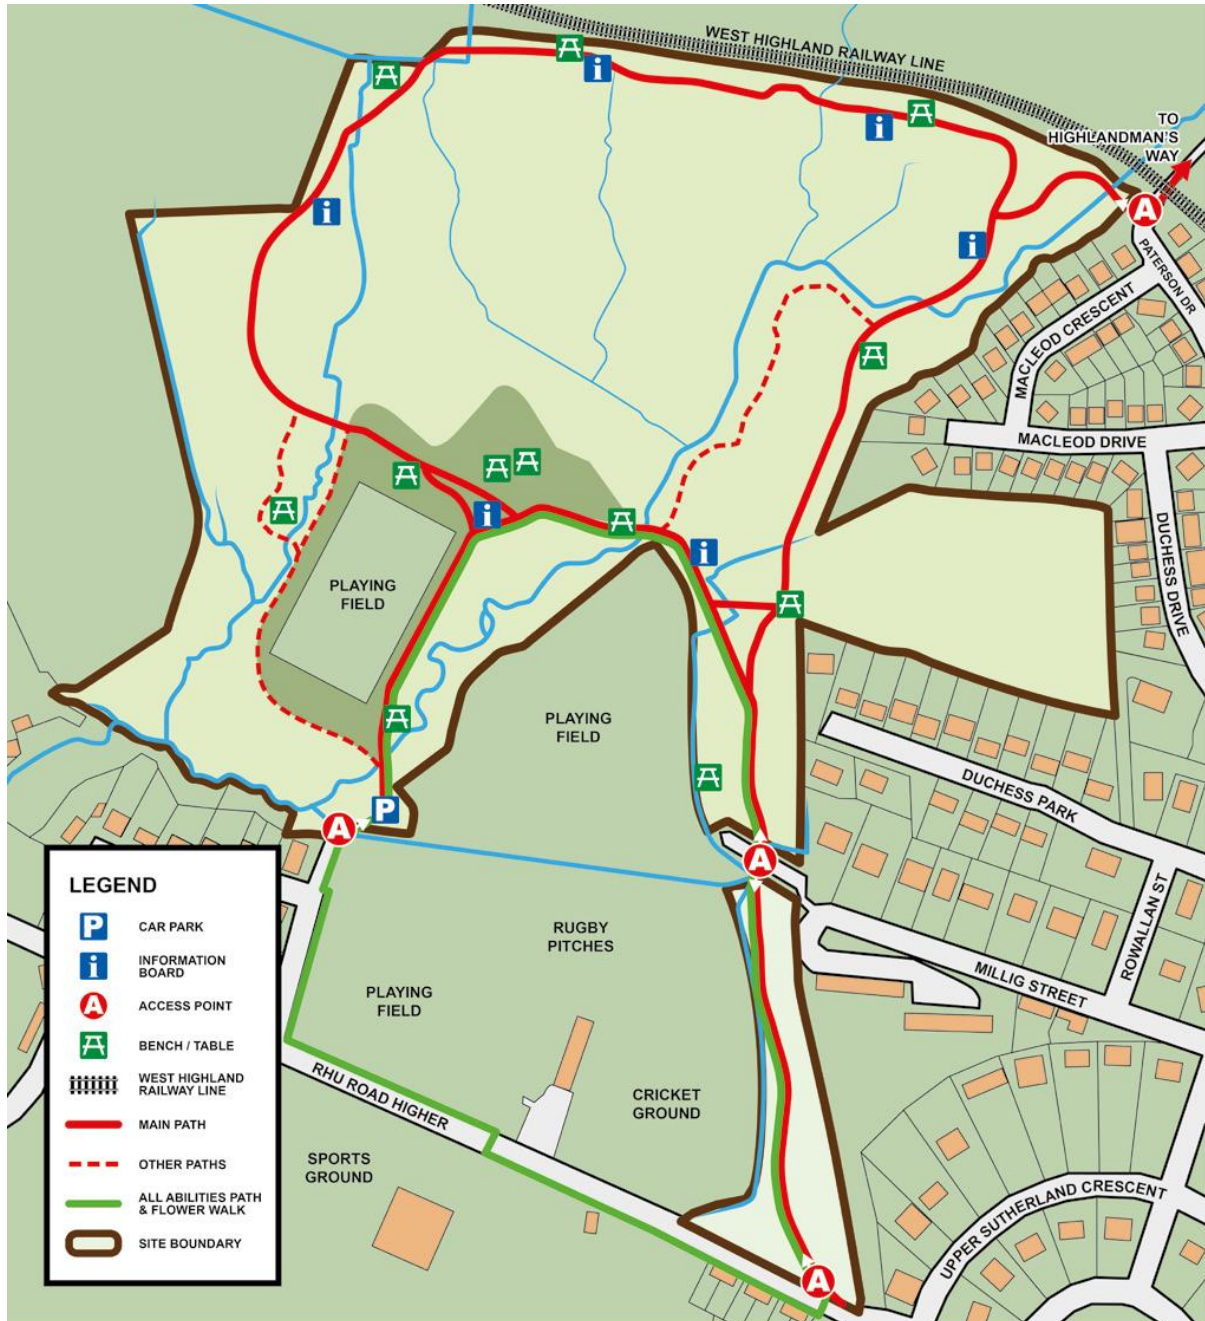 WEST HIGHLAND RAILWAY LINE
TO
HIGHLANDMAN'S
WAY
A
i
i
i
i
PATERSON DR
MACLEOD CRESCENT
MACLEOD DRIVE
DUCHESS DRIVE
i
i
PLAYING
FIELD
PLAYING
FIELD
DUCHESS PARK
P
A
A
ROWALLAN ST
MILLIG STREET
RUGBY
PITCHES
PLAYING
FIELD
CRICKET
GROUND
RHU ROAD HIGHER
SPORTS
GROUND
UPPER SUTHERLAND CRESCENT
A
LEGEND
P CAR PARK
i INFORMATION
BOARD
A ACCESS POINT
BENCH / TABLE
WEST HIGHLAND
RAILWAY LINE
MAIN PATH
OTHER PATHS
ALL ABILITIES PATH
& FLOWER WALK
SITE BOUNDARY